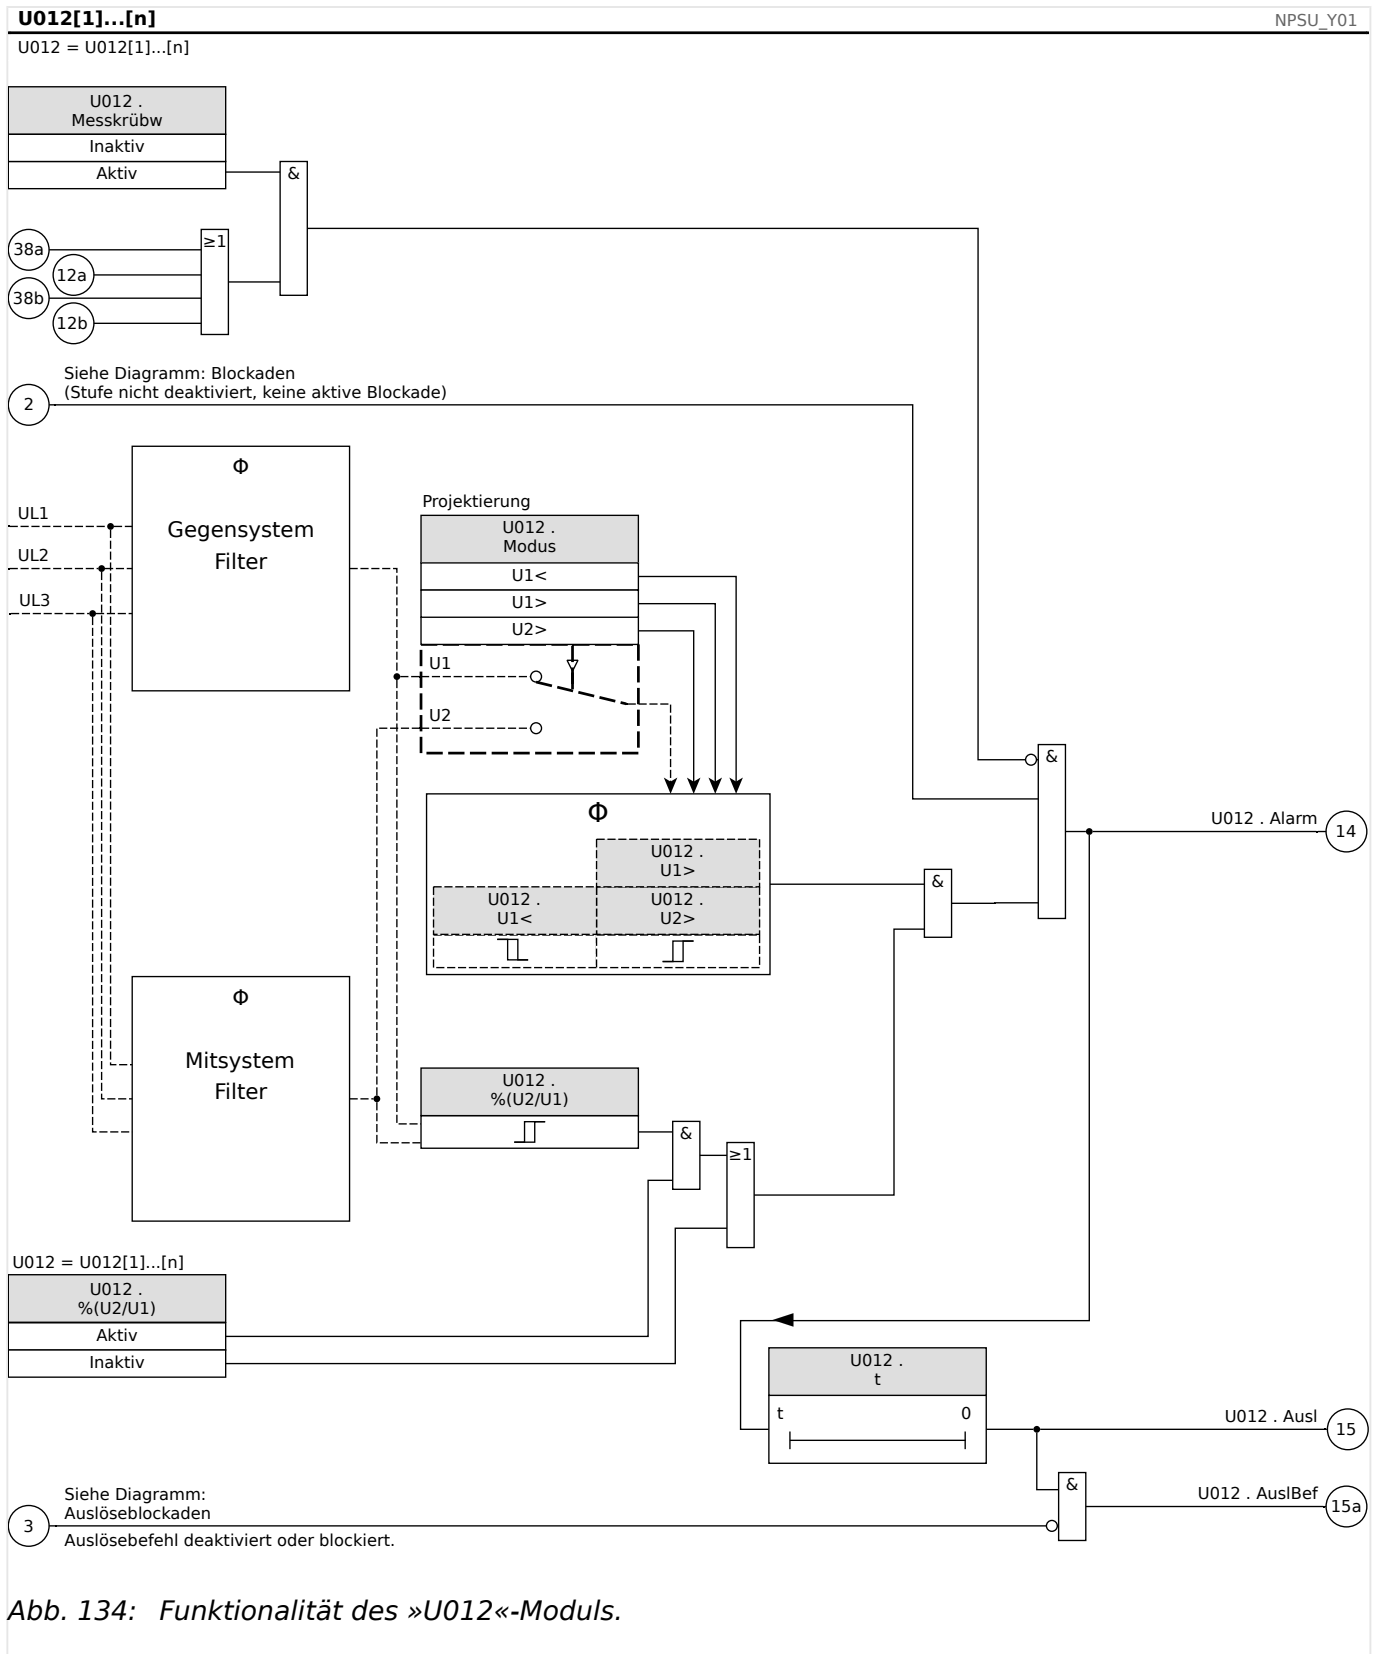 U012[1]...[n]
NPSU_Y01
U012 = U012[1]...[n]
U012 .
Messkrübw
Inaktiv
Aktiv
&
38a
≥1
12a
38b
12b
Siehe Diagramm: Blockaden
(Stufe nicht deaktiviert, keine aktive Blockade)
2
Φ
Gegensystem
Filter
UL1
UL2
UL3
Projektierung
U012 .
Modus
U1<
U1>
U2>
U1
U2
Φ
U012 .
U1>
U012 .
U1<
U012 .
U2>
&
&
U012 . Alarm
14
Φ
Mitsystem
Filter
U012 .
%(U2/U1)
&
≥1
U012 = U012[1]...[n]
U012 .
%(U2/U1)
Aktiv
Inaktiv
U012 .
t
t
0
U012 . Ausl
15
&
U012 . AuslBef
15a
Siehe Diagramm:
Auslöseblockaden
3
Auslösebefehl deaktiviert oder blockiert.
Abb. 134: Funktionalität des »U012«-Moduls.